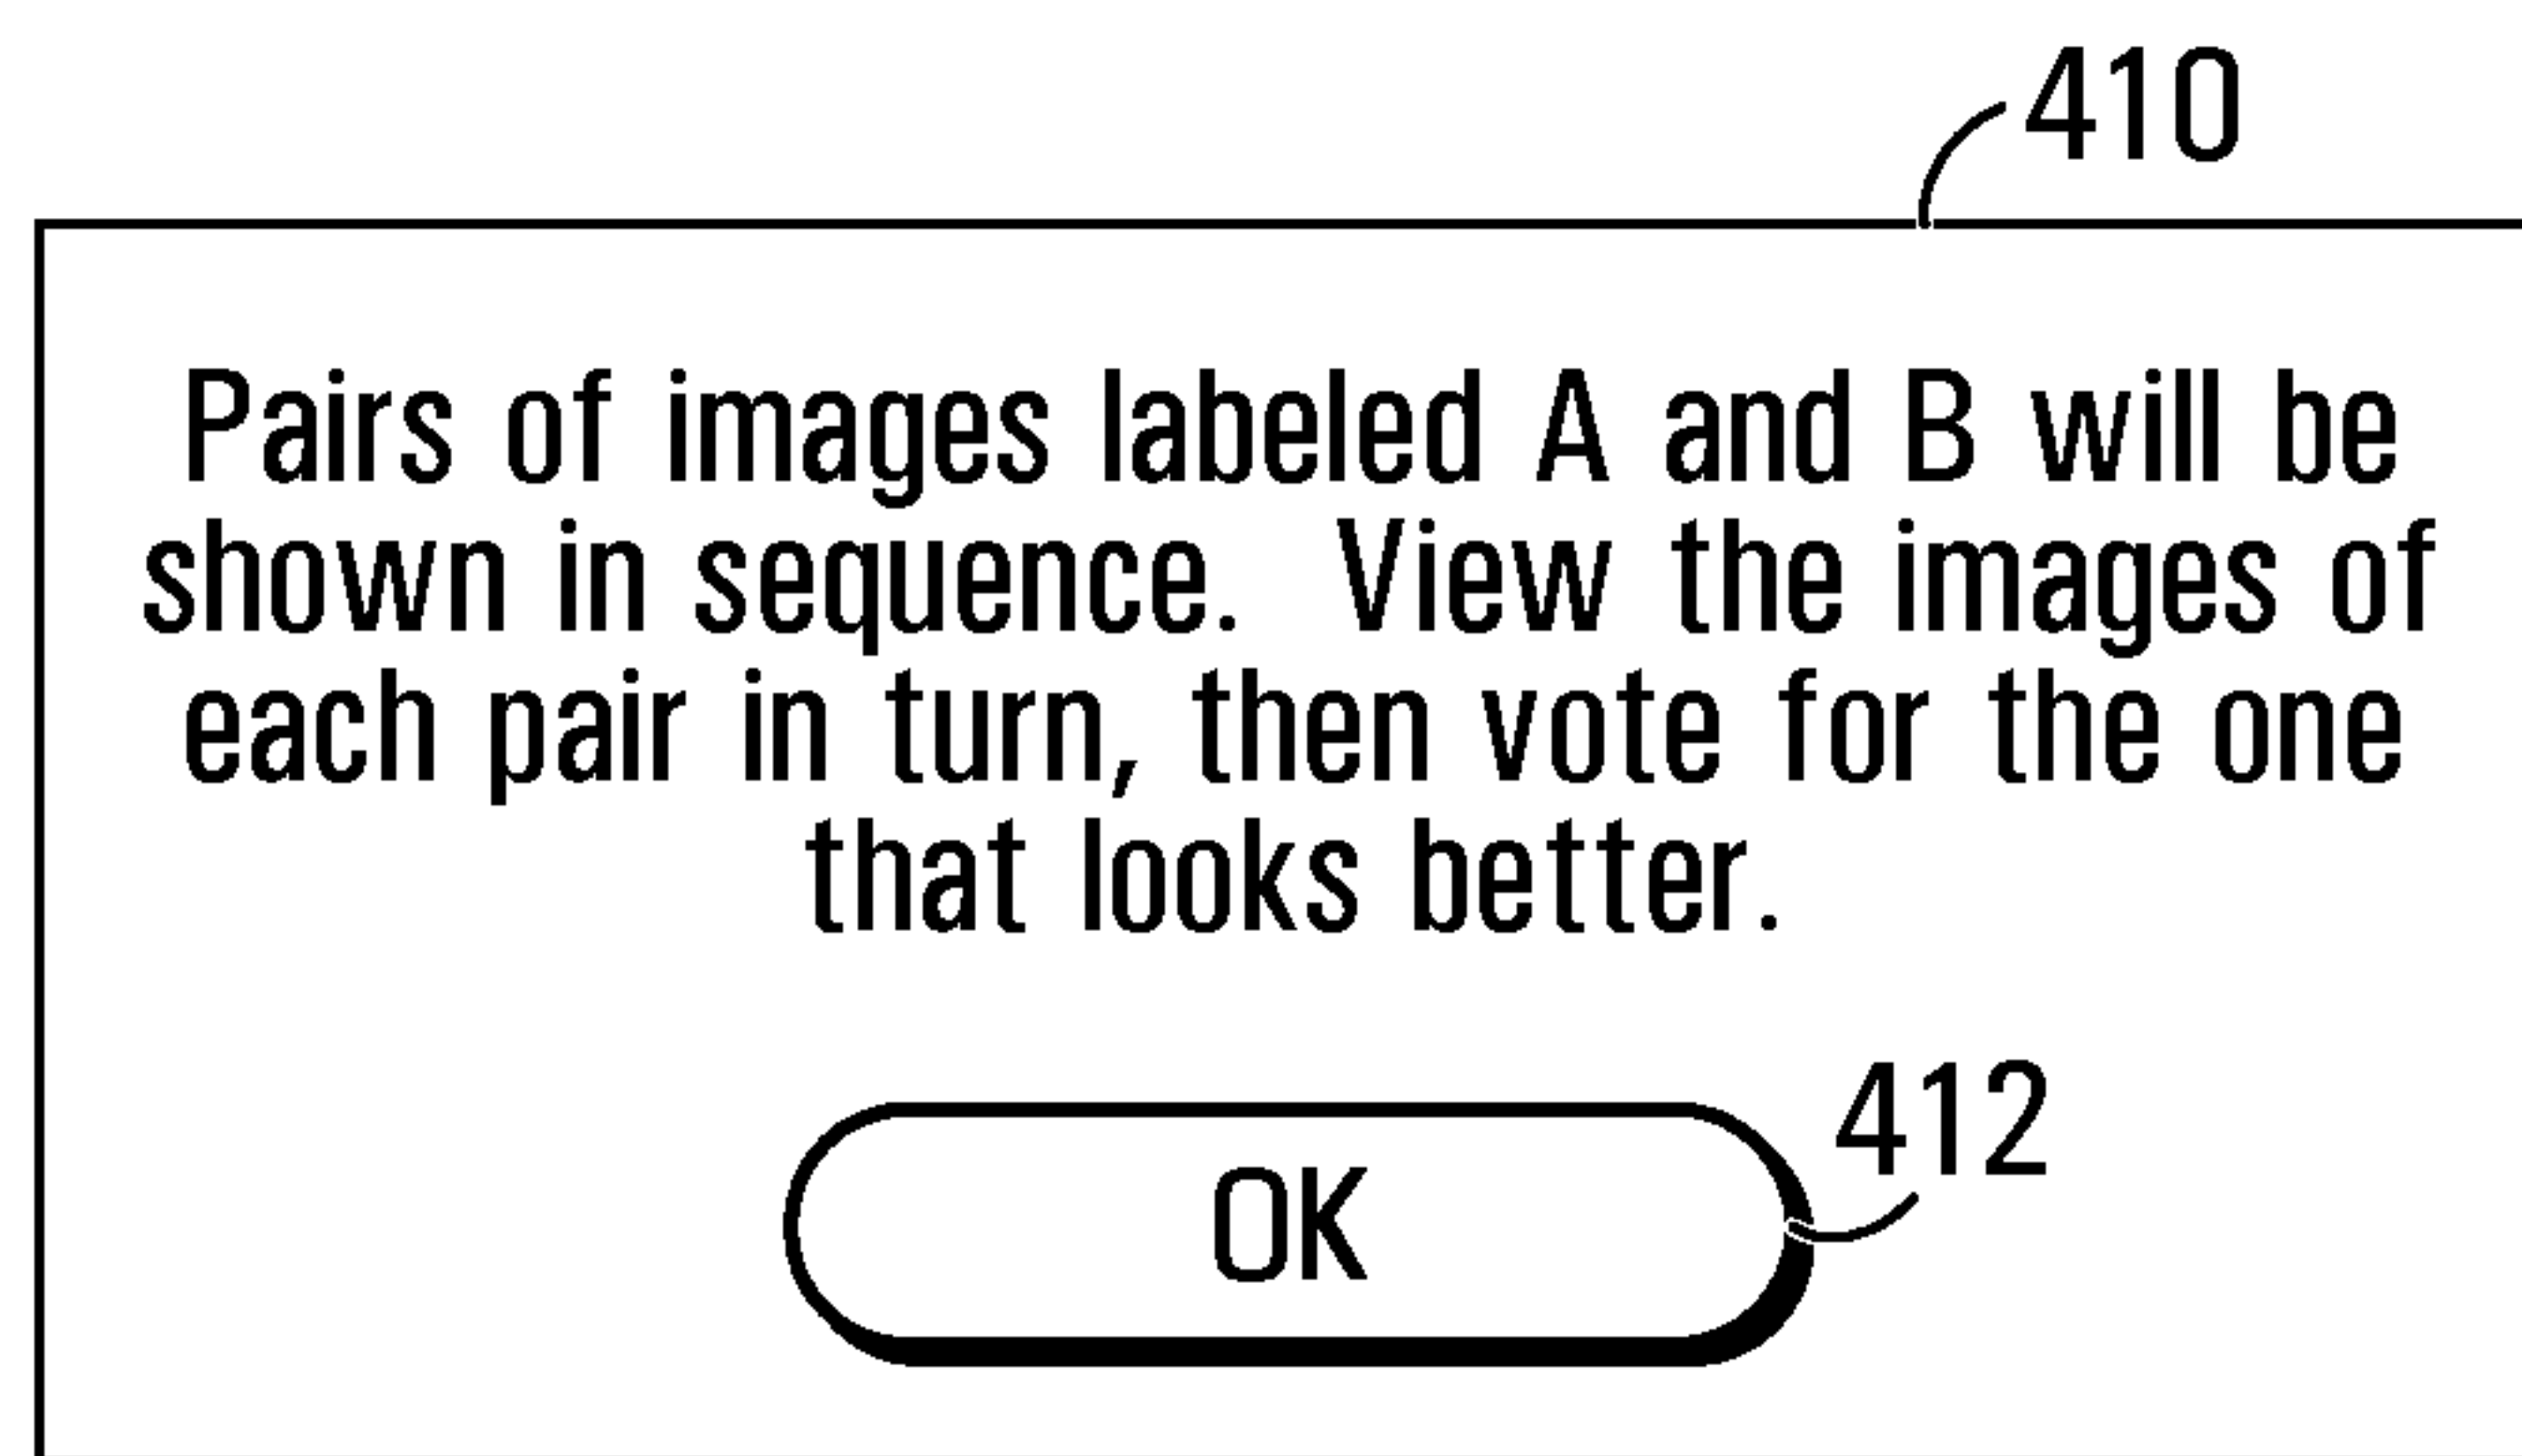 410
Pairs of images labeled A and B will be
shown in sequence. View the images of
each pair in turn, then vote for the one
that looks better.
412
OK